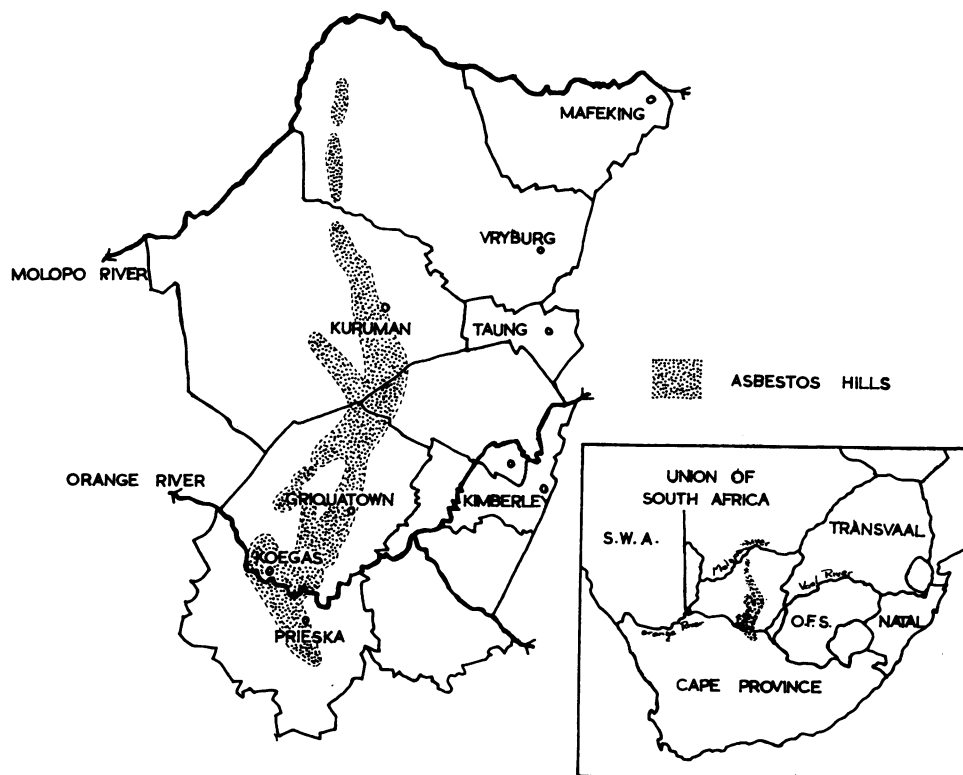 MAFEKING
VRYBURG
MOLOPO RIVER
KURUMAN
TAUNG
ASBESTOS HILLS
ORANGE RIVER
GRIQUATOWN
KIMBERLEY
KOEGAS
PRIESKA
UNION OF
SOUTH AFRICA
S.W.A.
TRANSVAAL
Vaal River
Orange River
O.F.S.
NATAL
CAPE PROVINCE